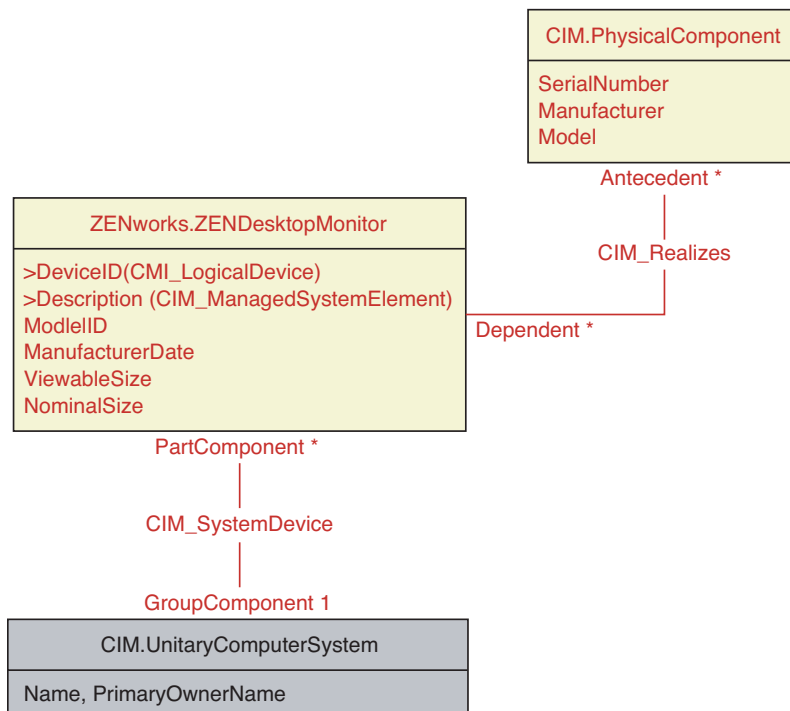 CIM.PhysicalComponent
SerialNumber
Manufacturer
Model
Antecedent *
CIM_Realizes
Dependent *
ZENworks.ZENDesktopMonitor
>DeviceID(CMI_LogicalDevice)
>Description (CIM_ManagedSystemElement)
ModleIID
ManufacturerDate
ViewableSize
NominalSize
PartComponent *
CIM_SystemDevice
GroupComponent 1
CIM.UnitaryComputerSystem
Name, PrimaryOwnerName